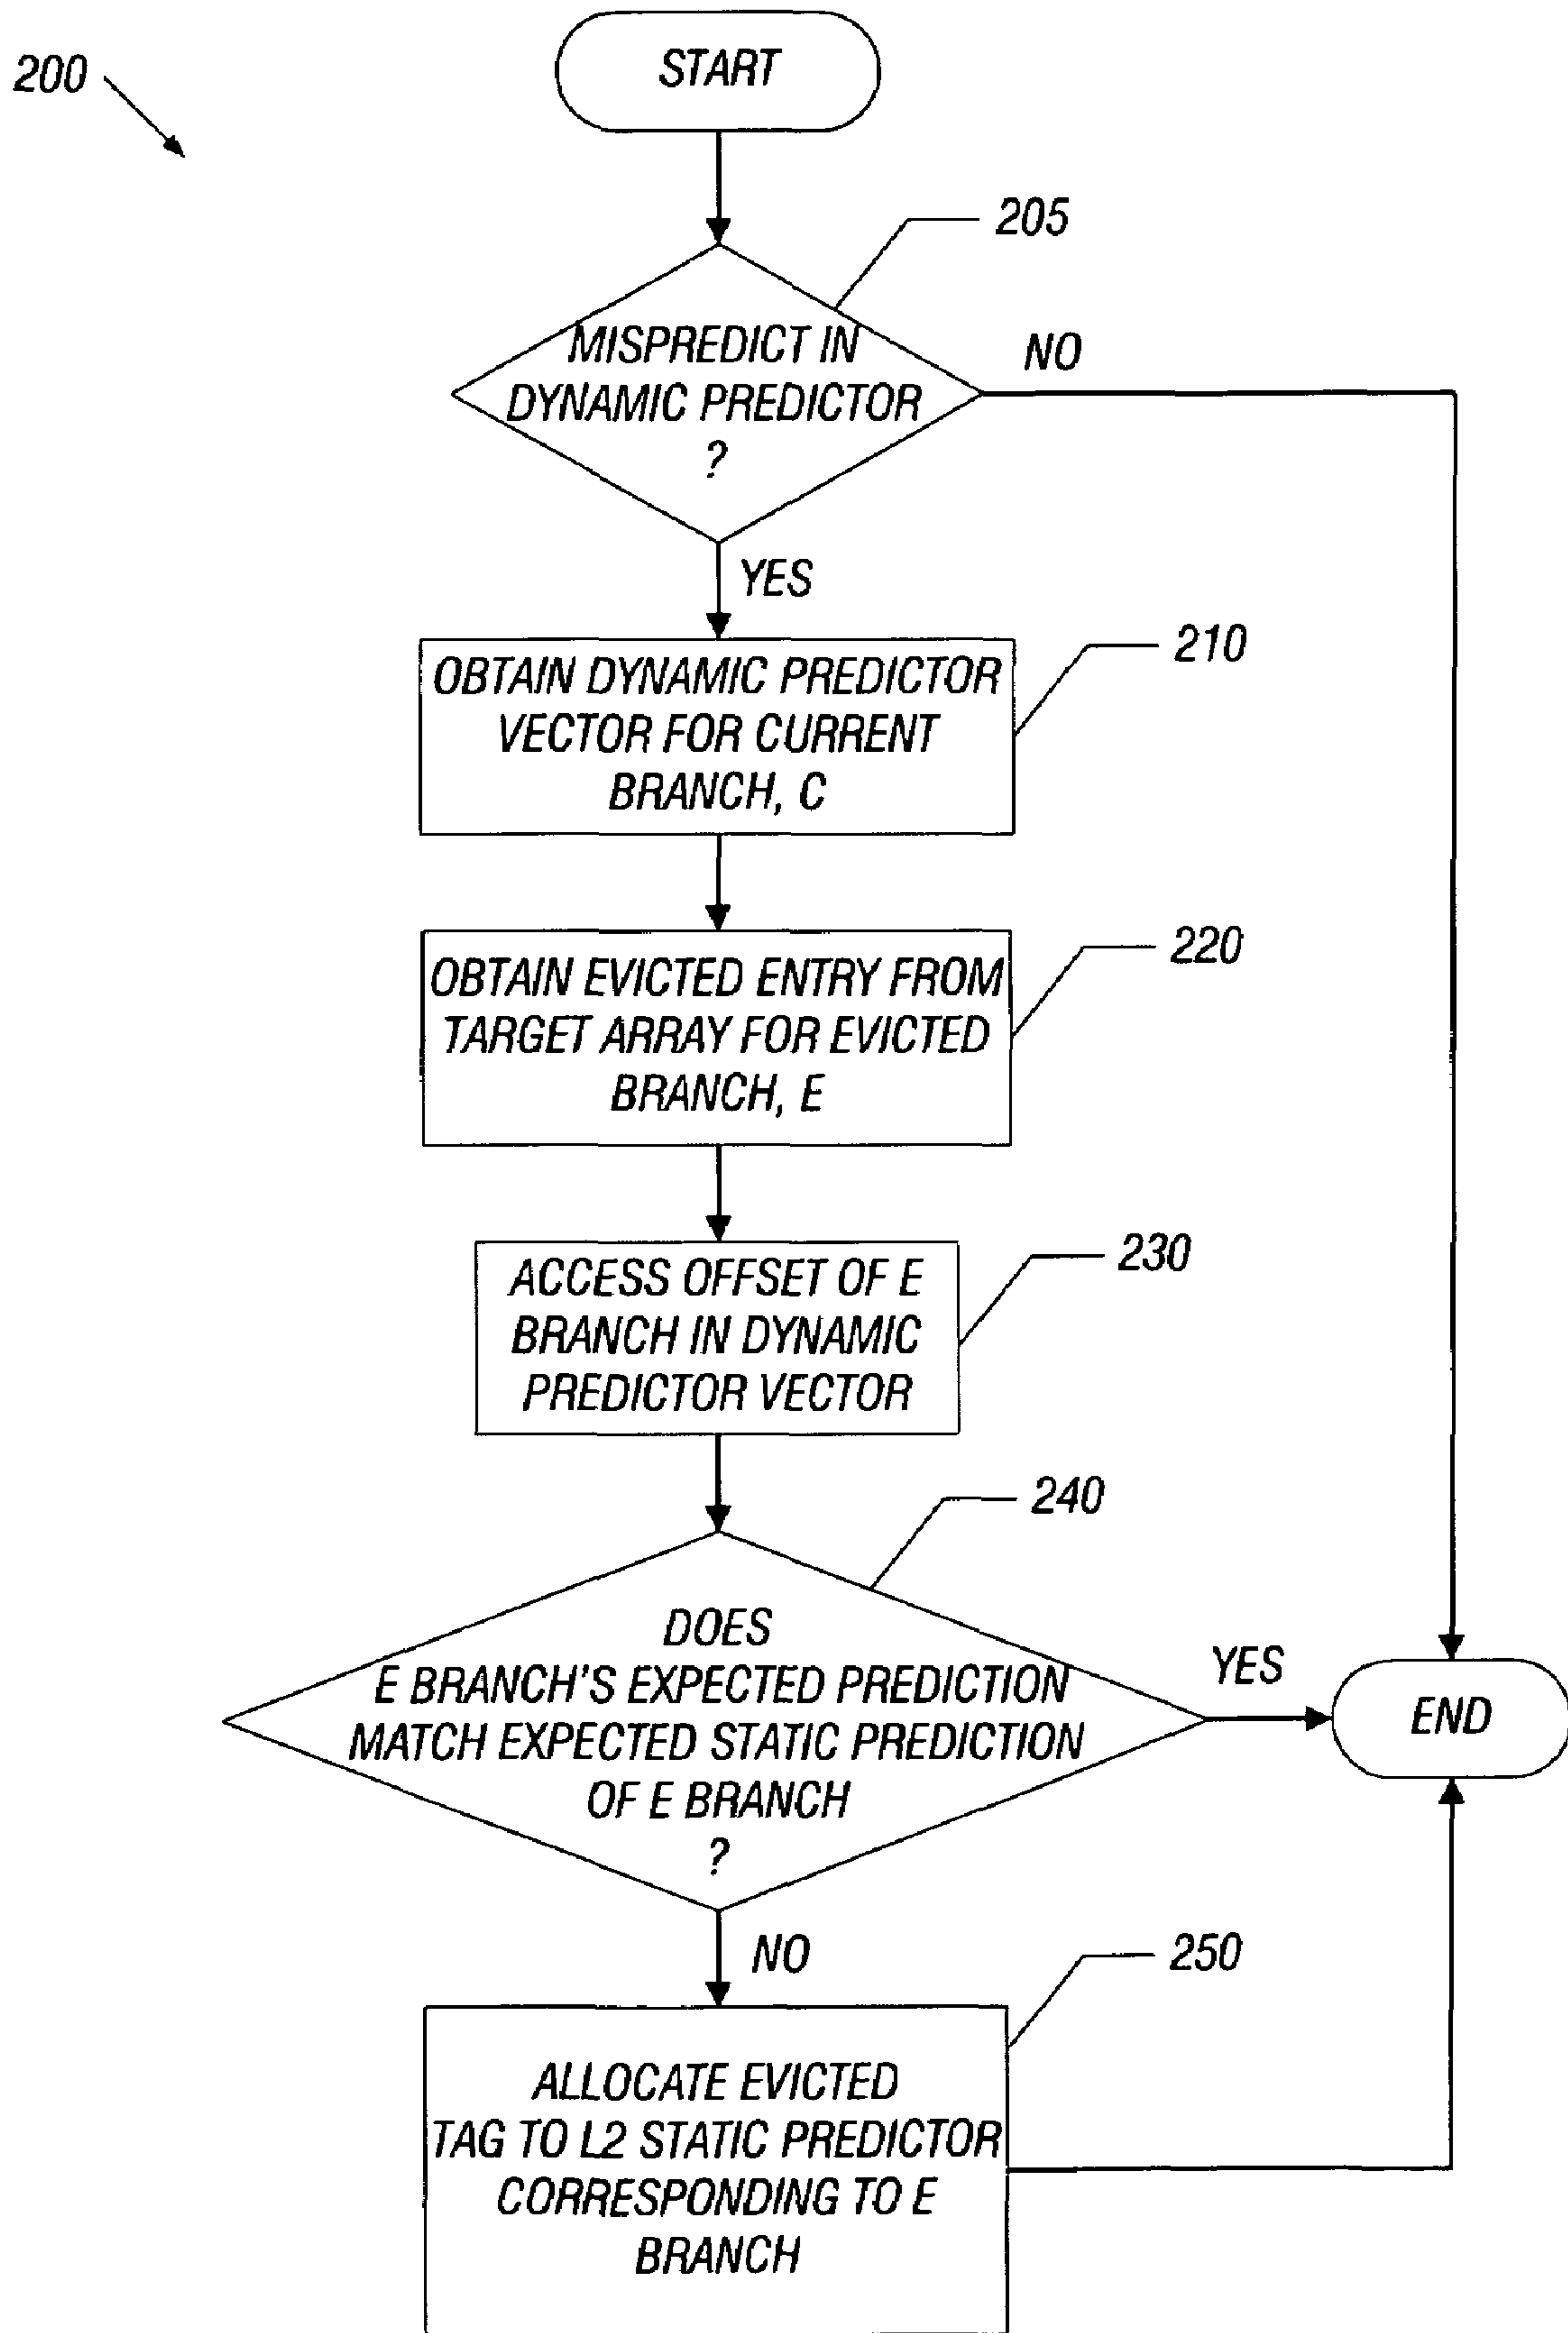 200
START
205
MISPREDICT IN
DYNAMIC PREDICTOR
?
NO
YES
210
OBTAIN DYNAMIC PREDICTOR
VECTOR FOR CURRENT
BRANCH, C
220
OBTAIN EVICTED ENTRY FROM
TARGET ARRAY FOR EVICTED
BRANCH, E
230
ACCESS OFFSET OF E
BRANCH IN DYNAMIC
PREDICTOR VECTOR
240
DOES
E BRANCH'S EXPECTED PREDICTION
MATCH EXPECTED STATIC PREDICTION
OF E BRANCH
?
YES
END
NO
250
ALLOCATE EVICTED
TAG TO L2 STATIC PREDICTOR
CORRESPONDING TO E
BRANCH